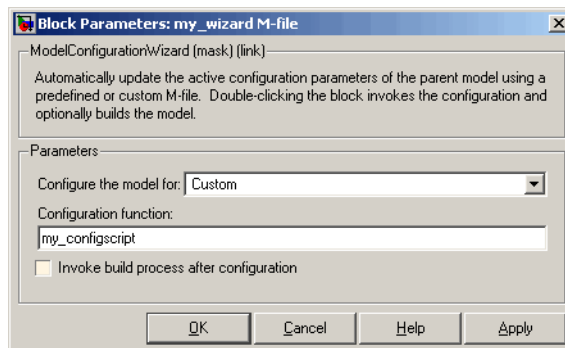 Block Parameters: my_wizard M-file
ModelConfigurationWizard (mask) (link)
Automatically update the active configuration parameters of the parent model using a
predefined or custom M-file. Double-clicking the block invokes the configuration and
optionally builds the model.
Parameters
Configure the model for: Custom
Configuration function:
my_configscript
Invoke build process after configuration
OK Cancel Help Apply